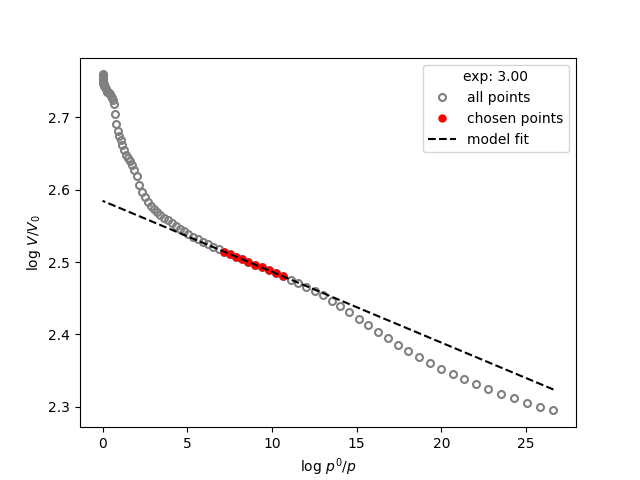 exp: 3.00
all points
chosen points
model fit
log V/V₀
2.7
2.6
2.5
2.4
2.3
0 5 10 15 20 25
log p⁰/p